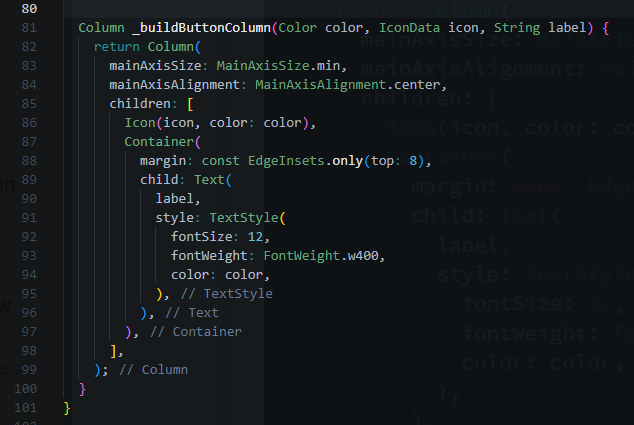 80
81 Column _buildButtonColumn(Color color, IconData icon, String label) {
82 return Column(
83 mainAxisSize: MainAxisSize.min,
84 mainAxisAlignment: MainAxisAlignment.center,
85 children: [
86 Icon(icon, color: color),
87 Container(
88 margin: const EdgeInsets.only(top: 8),
89 child: Text(
90 label,
91 style: TextStyle(
92 fontSize: 12,
93 fontWeight: FontWeight.w400,
94 color: color,
95 ), // TextStyle
96 ), // Text
97 ), // Container
98 ],
99 ); // Column
100 }
101 }